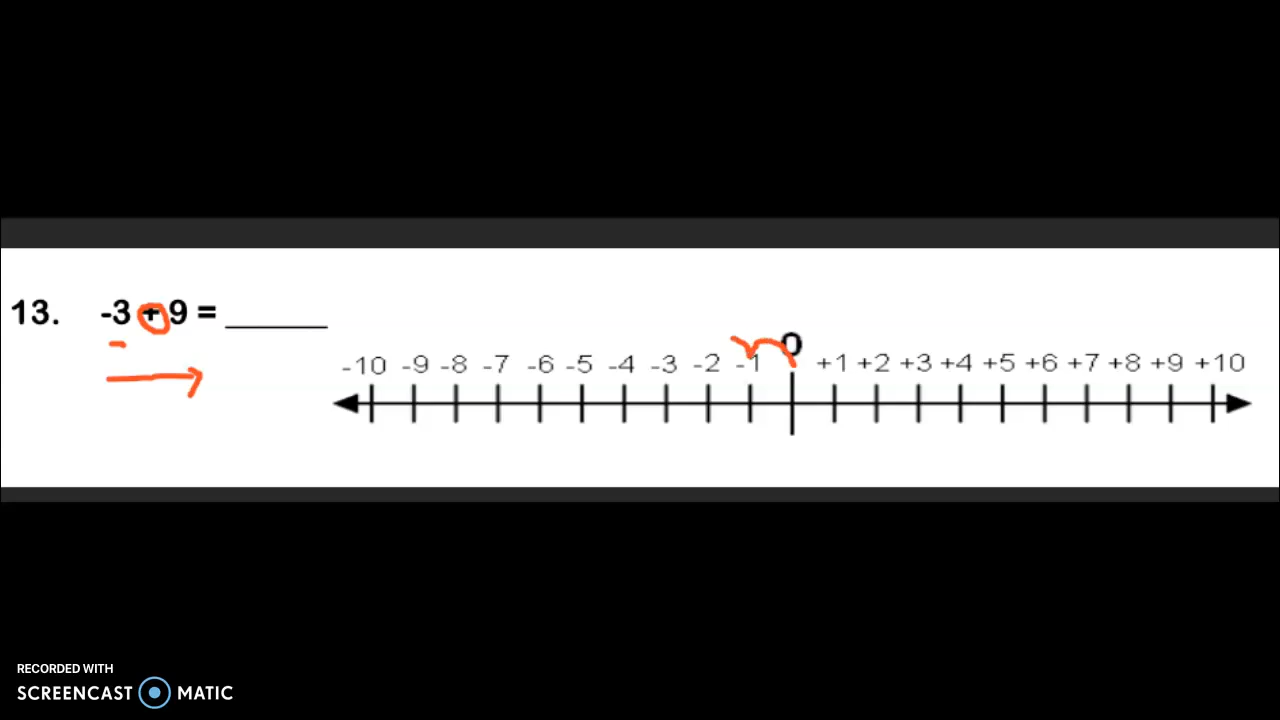 13. -3 + 9 = ______
0
-10 -9 -8 -7 -6 -5 -4 -3 -2 -1 +1 +2 +3 +4 +5 +6 +7 +8 +9 +10
RECORDED WITH
SCREENCAST MATIC